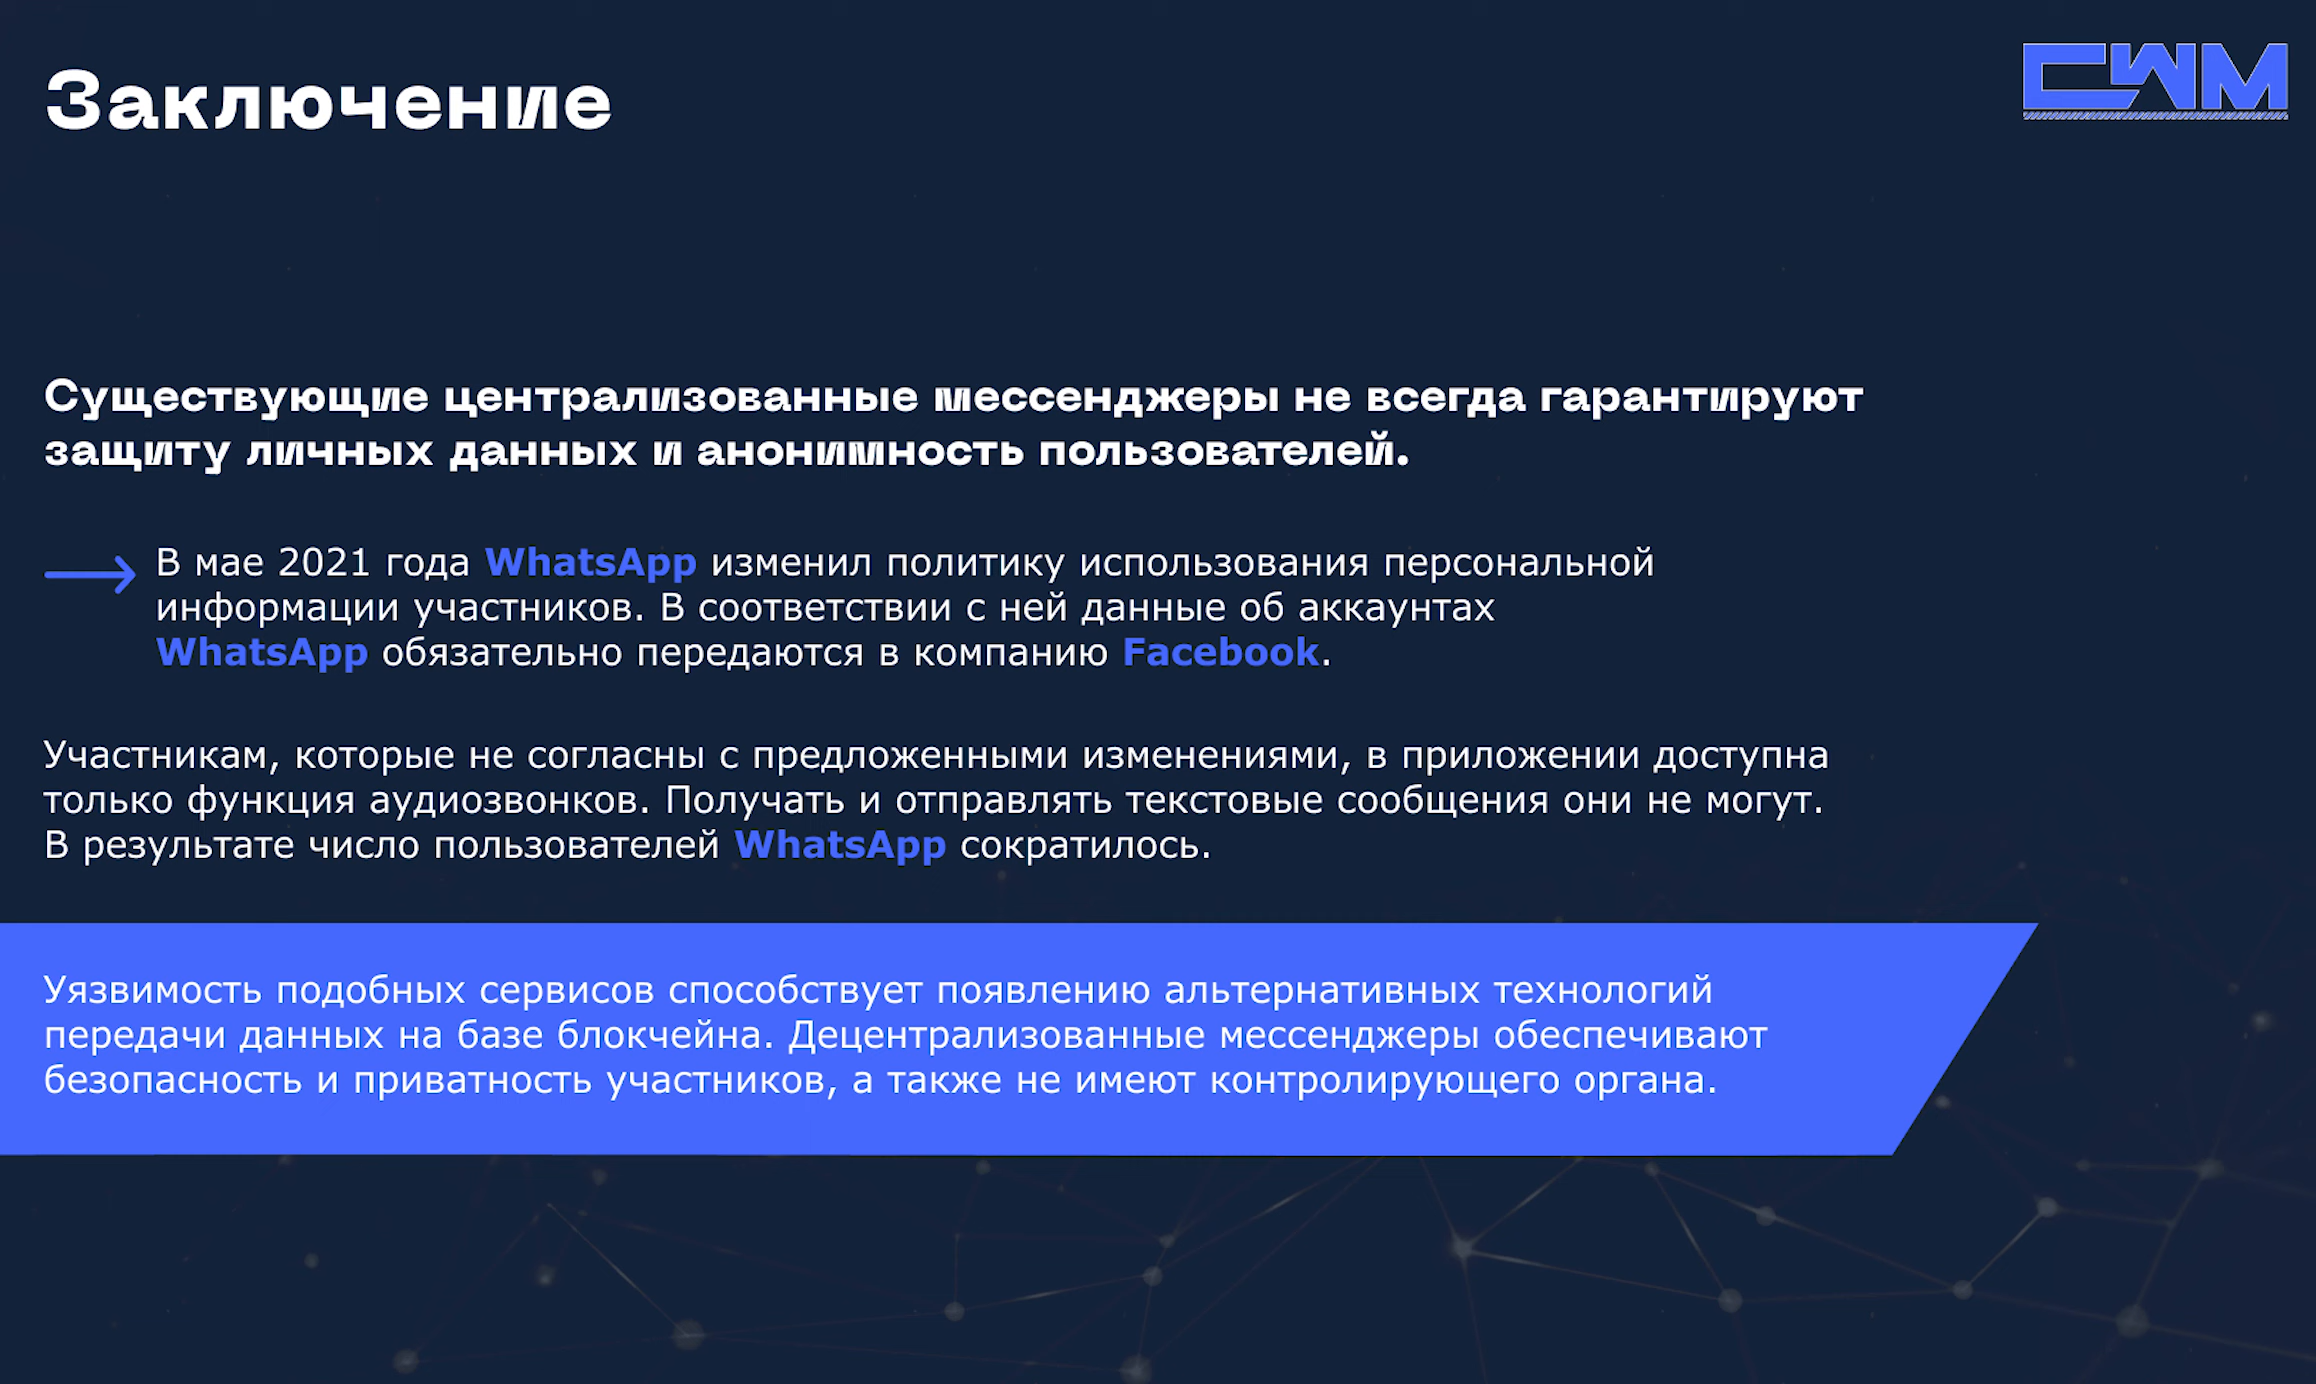 Заключение
CWM
Существующие централизованные мессенджеры не всегда гарантируют
защиту личных данных и анонимность пользователей.
В мае 2021 года WhatsApp изменил политику использования персональной
информации участников. В соответствии с ней данные об аккаунтах
WhatsApp обязательно передаются в компанию Facebook.
Участникам, которые не согласны с предложенными изменениями, в приложении доступна
только функция аудиозвонков. Получать и отправлять текстовые сообщения они не могут.
В результате число пользователей WhatsApp сократилось.
Уязвимость подобных сервисов способствует появлению альтернативных технологий
передачи данных на базе блокчейна. Децентрализованные мессенджеры обеспечивают
безопасность и приватность участников, а также не имеют контролирующего органа.